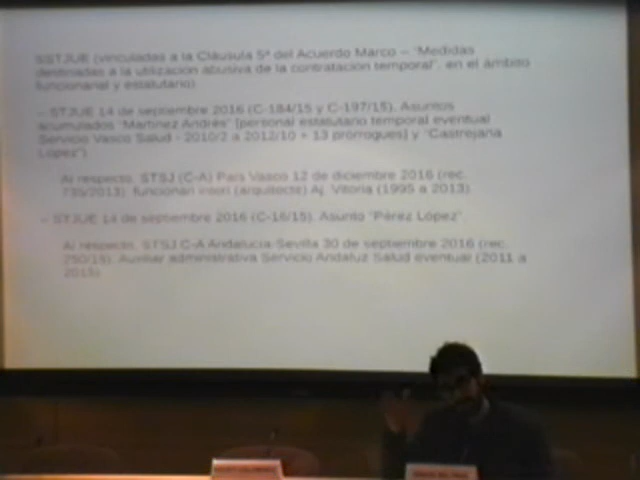 SSTJUE (vinculadas a la Cláusula 5ª del Acuerdo Marco – "Medidas
destinadas a la utilización abusiva de la contratación temporal", en el ámbito
funcionarial y estatutario)
– STJUE 14 de septiembre 2016 (C-184/15 y C-197/15). Asuntos
acumulados "Martínez Andrés" [personal estatutario temporal eventual
Servicio Vasco Salud - 2010/2 a 2012/10 + 13 prórrogues] y "Castrejana
López").
Al respecto, STSJ (C-A) País Vasco 12 de diciembre 2016 (rec.
735/2013): funcionari interí (arquitecte) Aj. Vitoria (1995 a 2013).
– STJUE 14 de septiembre 2016 (C-16/15). Asunto "Pérez López"
Al respecto, STSJ C-A Andalucía\Sevilla 30 de septiembre 2016 (rec.
250/15). Auxiliar administrativa Servicio Andaluz Salud eventual (2011 a
2015)